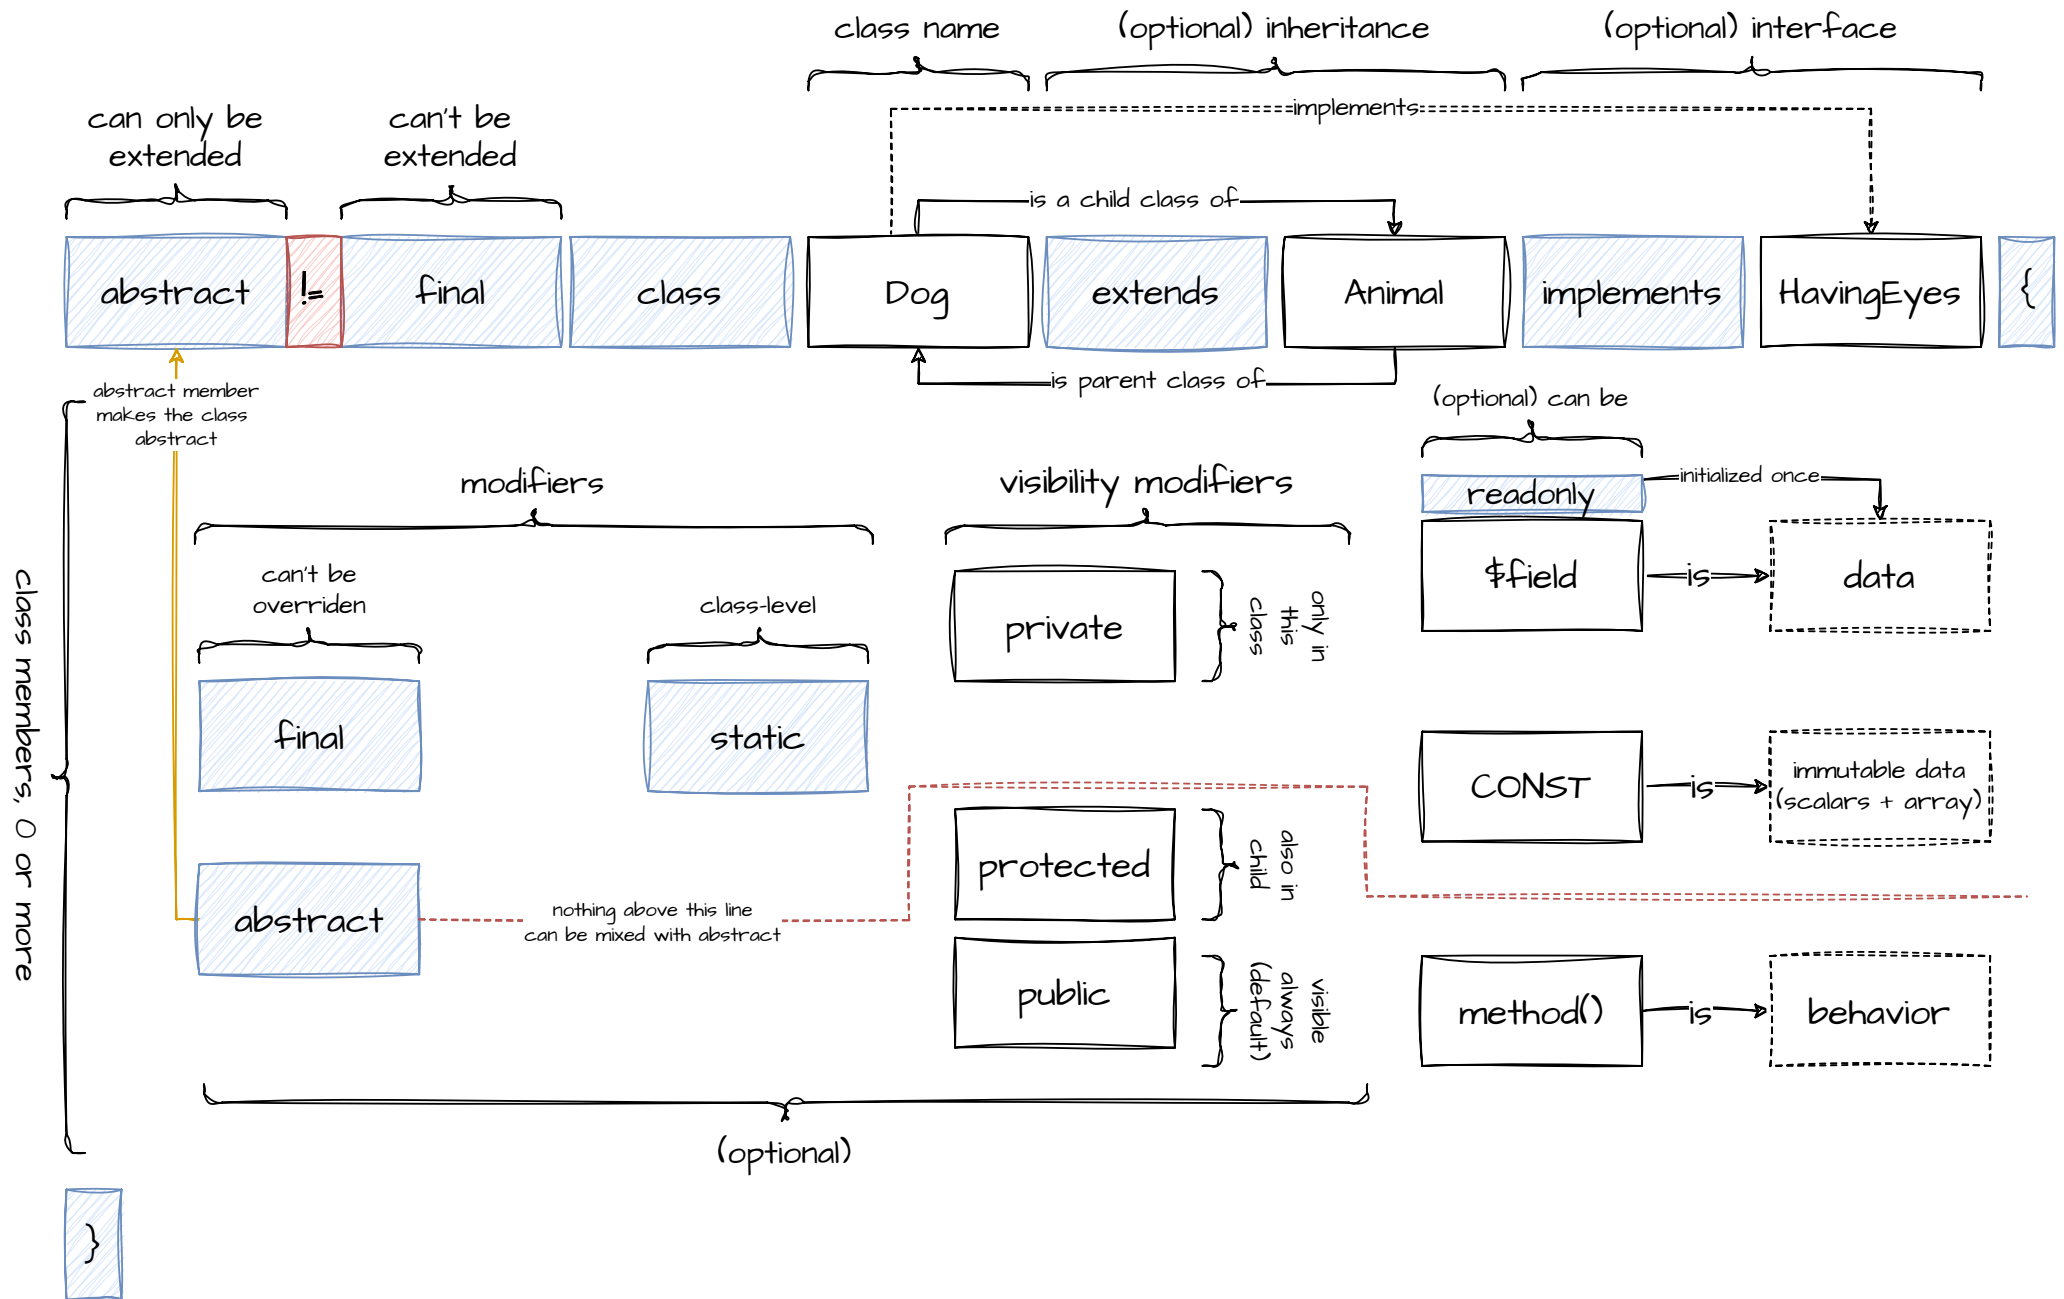 class name
(optional) inheritance
(optional) interface
implements
can only be
extended
can't be
extended
is a child class of
abstract
!=
final
class
Dog
extends
Animal
implements
HavingEyes
{
is parent class of
abstract member
makes the class
abstract
(optional) can be
modifiers
visibility modifiers
readonly
initialized once
can't be
overriden
class-level
private
only in
this
class
$field
is
data
final
static
CONST
is
immutable data
(scalars + array)
class members, 0 or more
protected
also in
child
abstract
nothing above this line
can be mixed with abstract
public
visible
always
(default)
method()
is
behavior
(optional)
}